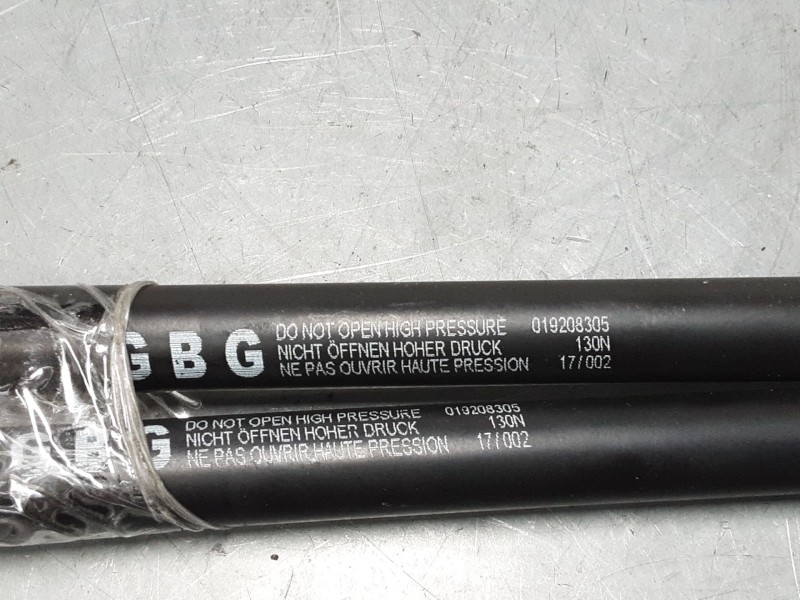 GBG DO NOT OPEN HIGH PRESSURE 019208305
NICHT ÖFFNEN HOHER DRUCK 130N
NE PAS OUVRIR HAUTE PRESSION 17/002
GBG DO NOT OPEN HIGH PRESSURE 019208305
NICHT ÖFFNEN HOHER DRUCK 130N
NE PAS OUVRIR HAUTE PRESSION 17/002